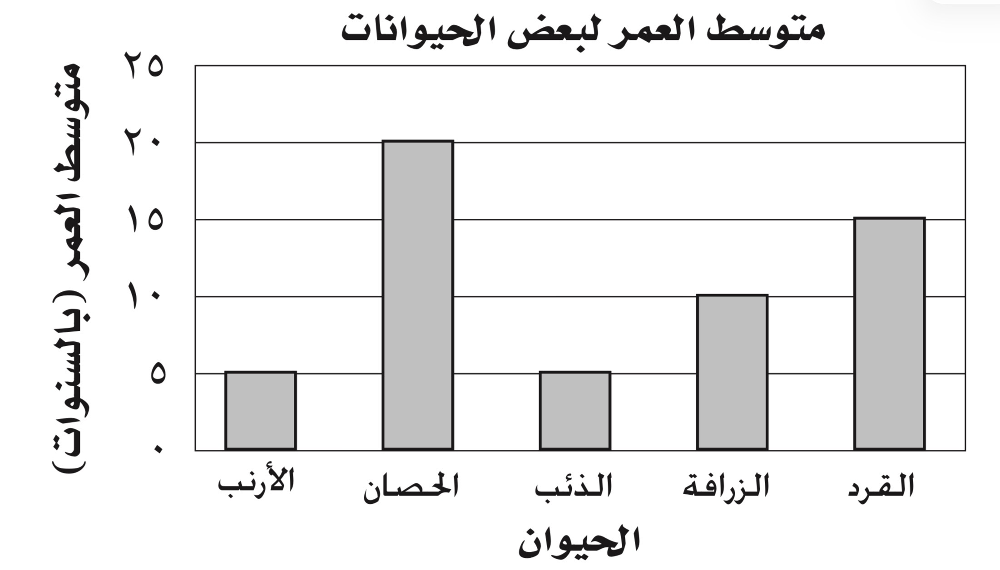 متوسط العمر لبعض الحيوانات
متوسط العمر (بالسنوات)
٢٥
٢٠
١٥
١٠
٥
٠
الأرنب
الحصان
الذئب
الزرافة
القرد
الحيوان